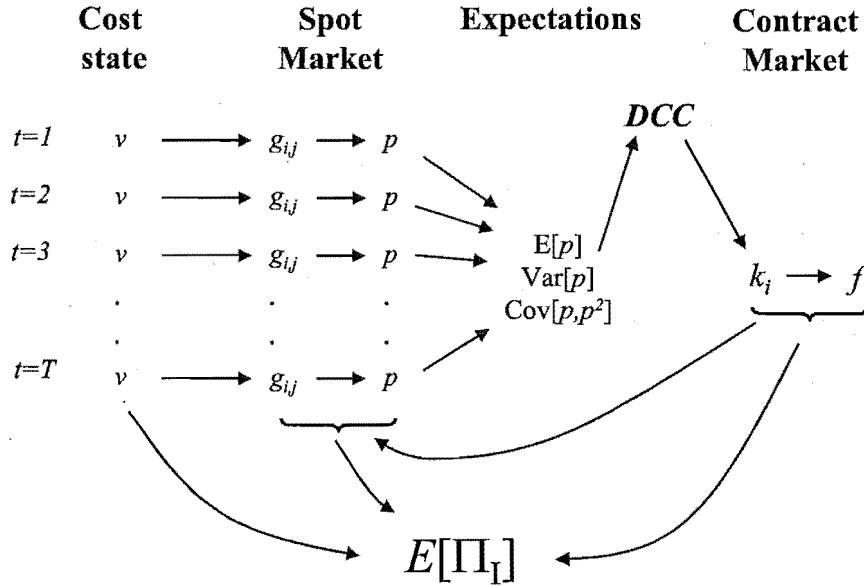 Cost state
Spot Market
Expectations
Contract Market
DCC
t=1 v g_{i,j} p
t=2 v g_{i,j} p
t=3 v g_{i,j} p
E[p]
Var[p]
Cov[p,p²]
k_i f
. . .
. . .
t=T v g_{i,j} p
E[Π_I]